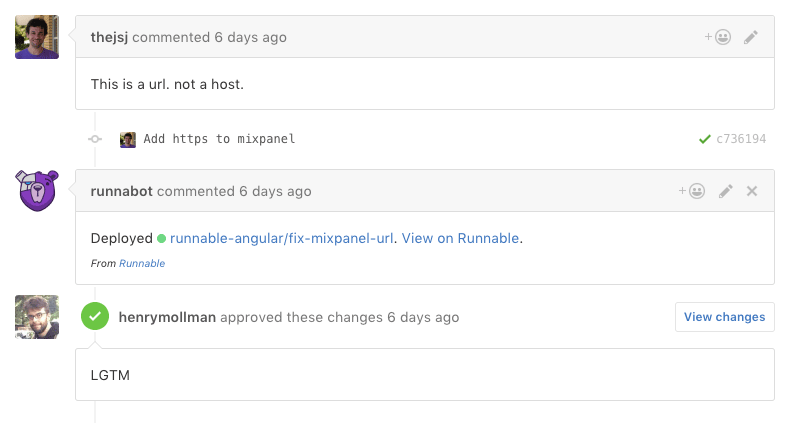 thejsj commented 6 days ago
This is a url. not a host.
Add https to mixpanel c736194
runnabot commented 6 days ago
Deployed runnable-angular/fix-mixpanel-url. View on Runnable.
From Runnable
henrymollman approved these changes 6 days ago View changes
LGTM